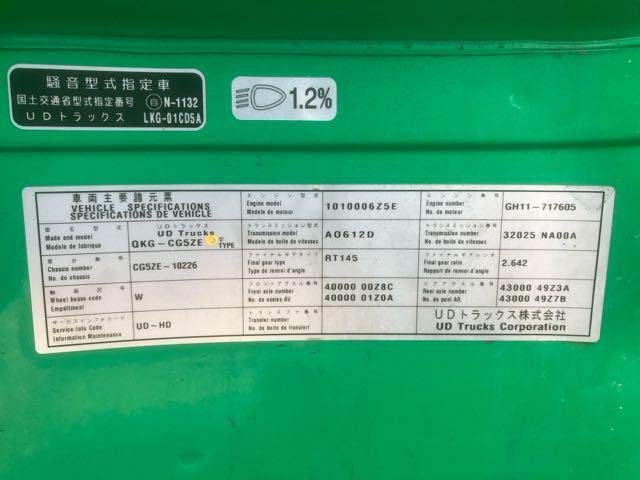 騒音型式指定車
国土交通省型式指定番号 自 N-1132
UDトラックス LKG-01CD5A
1.2%
車両主要諸元票
VEHICLE SPECIFICATIONS
SPECIFICATIONS DE VEHICLE
車名型式
Made and model
Modele de fabrique
UDトラックス
UD Trucks
QKG-CG5ZE 型
TYPE
車台番号
Chassis number
No. de chassis
CG5ZE-10226
軸距記号
Wheel bease code
Empattement
W
サービスインフォコード
Service Info Code
Information Maintenance
UD-HD
エンジン型式
Engine model
Modele de moteur
1010006Z5E
トランスミッション型式
Transmission model
Modele de boite de vitesses
AO612D
ファイナルギアタイプ
Final gear type
Type de renvoi d'angle
RT145
フロントアクスル番号
Front axle number
No. de essieu AV.
40000 00Z8C
40000 01Z0A
トランスファ番号
Transfer number
No. de boite de transfert
エンジン番号
Engine number
No. de moteur
GH11-717605
トランスミッション番号
Transmission number
No. de boite de vitesses
32025 NA00A
ファイナルギアレシオ
Final gear ratio
Rapport de renvoi d'angle
2.642
リアアクスル番号
Rear axle number
No. de pont AR.
43000 49Z3A
43000 49Z7B
UDトラックス株式会社
UD Trucks Corporation